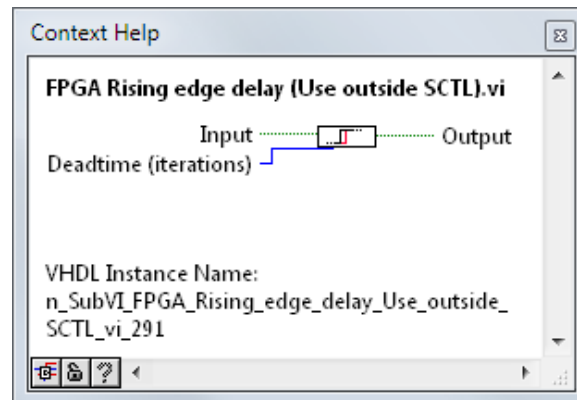 Context Help
FPGA Rising edge delay (Use outside SCTL).vi
Input Output
Deadtime (iterations)
VHDL Instance Name:
n_SubVI_FPGA_Rising_edge_delay_Use_outside_
SCTL_vi_291
?